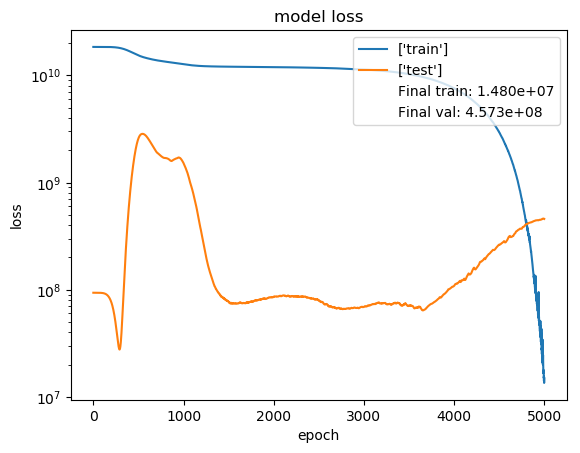 model loss
['train']
['test']
Final train: 1.480e+07
Final val: 4.573e+08
loss
10^10
10^9
10^8
10^7
0 1000 2000 3000 4000 5000
epoch